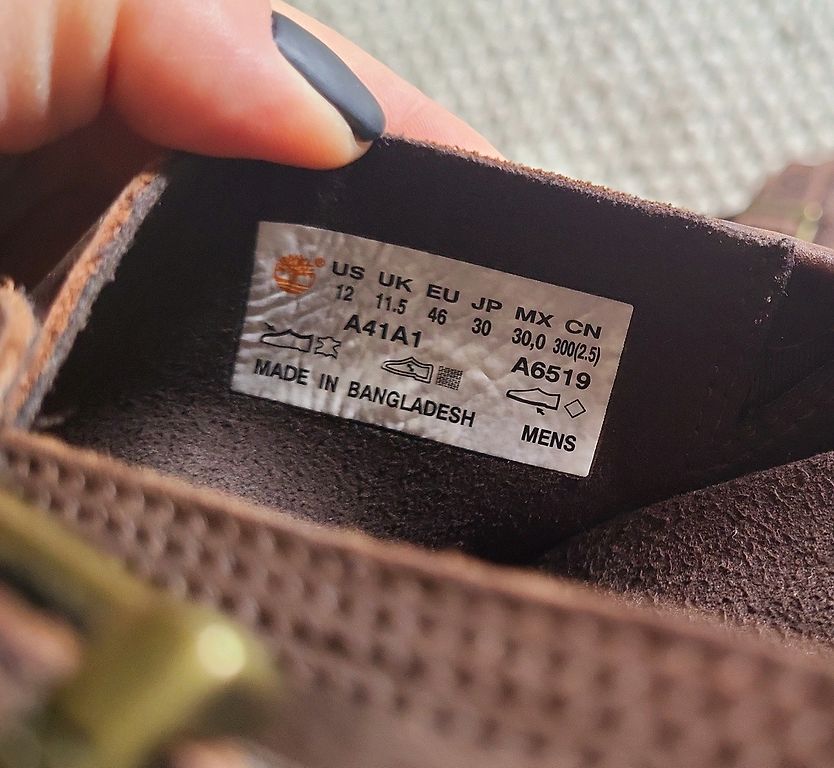 ® US UK EU JP MX CN
12 11.5 46 30 30,0 300(2.5)
A41A1 A6519
MADE IN BANGLADESH MENS